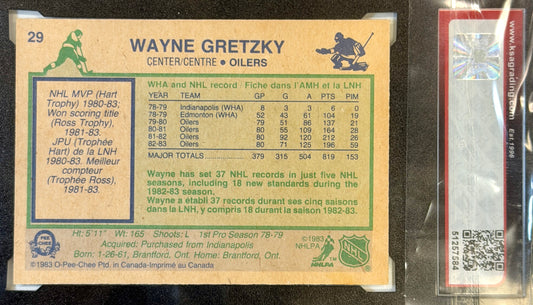 29
WAYNE GRETZKY
CENTER/CENTRE • OILERS
NHL MVP (Hart
Trophy) 1980-83;
Won scoring title
(Ross Trophy),
1981-83.
JPU (Trophée
Hart) de la LNH
1980-83. Meilleur
compteur
(Trophée Ross),
1981-83.
WHA and NHL record - Fiche dans l'AMH et la LNH
YEAR TEAM GP G A PTS PIM
78-79 Indianapolis (WHA) 8 3 3 6 0
78-79 Edmonton (WHA) 52 43 61 104 19
79-80 Oilers 79 51 86 137 21
80-81 Oilers 80 55 109 164 28
81-82 Oilers 80 92 120 212 26
82-83 Oilers 80 71 125 196 59
MAJOR TOTALS 379 315 504 819 153
Wayne has set 37 NHL records in just five NHL
seasons, including 18 new standards during the
1982-83 season.
Wayne a établi 37 records durant ces cinq saisons
dans la LNH, y compris 18 durant la saison 1982-83.
O-PEE-CHEE
Ht: 5'11" Wt: 165 Shoots: L 1st Pro Season 78-79
Acquired: Purchased from Indianapolis
Born: 1-26-61, Brantford, Ont. Home: Brantford, Ont.
©1983 O-Pee-Chee Ptd. in Canada-Imprimé au Canada
©1983
NHLPA
NHLPA
NHL
www.ksagrading.com
Est. 1996
51257584